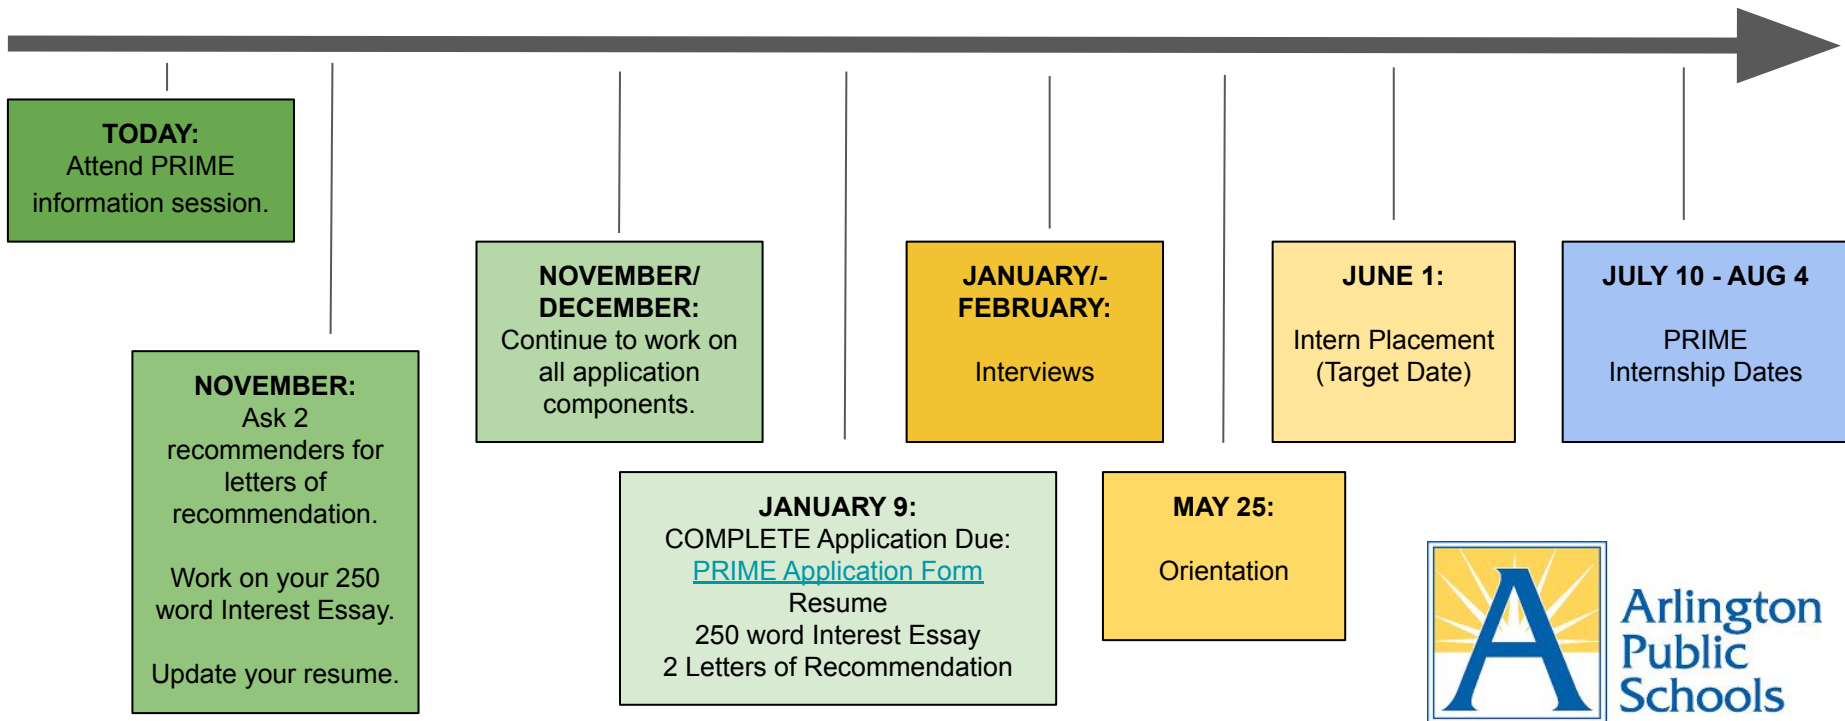 TODAY:
Attend PRIME
information session.
NOVEMBER:
Ask 2
recommenders for
letters of
recommendation.
Work on your 250
word Interest Essay.
Update your resume.
NOVEMBER/
DECEMBER:
Continue to work on
all application
components.
JANUARY 9:
COMPLETE Application Due:
PRIME Application Form
Resume
250 word Interest Essay
2 Letters of Recommendation
JANUARY/-
FEBRUARY:
Interviews
MAY 25:
Orientation
JUNE 1:
Intern Placement
(Target Date)
JULY 10 - AUG 4
PRIME
Internship Dates
A
Arlington
Public
Schools